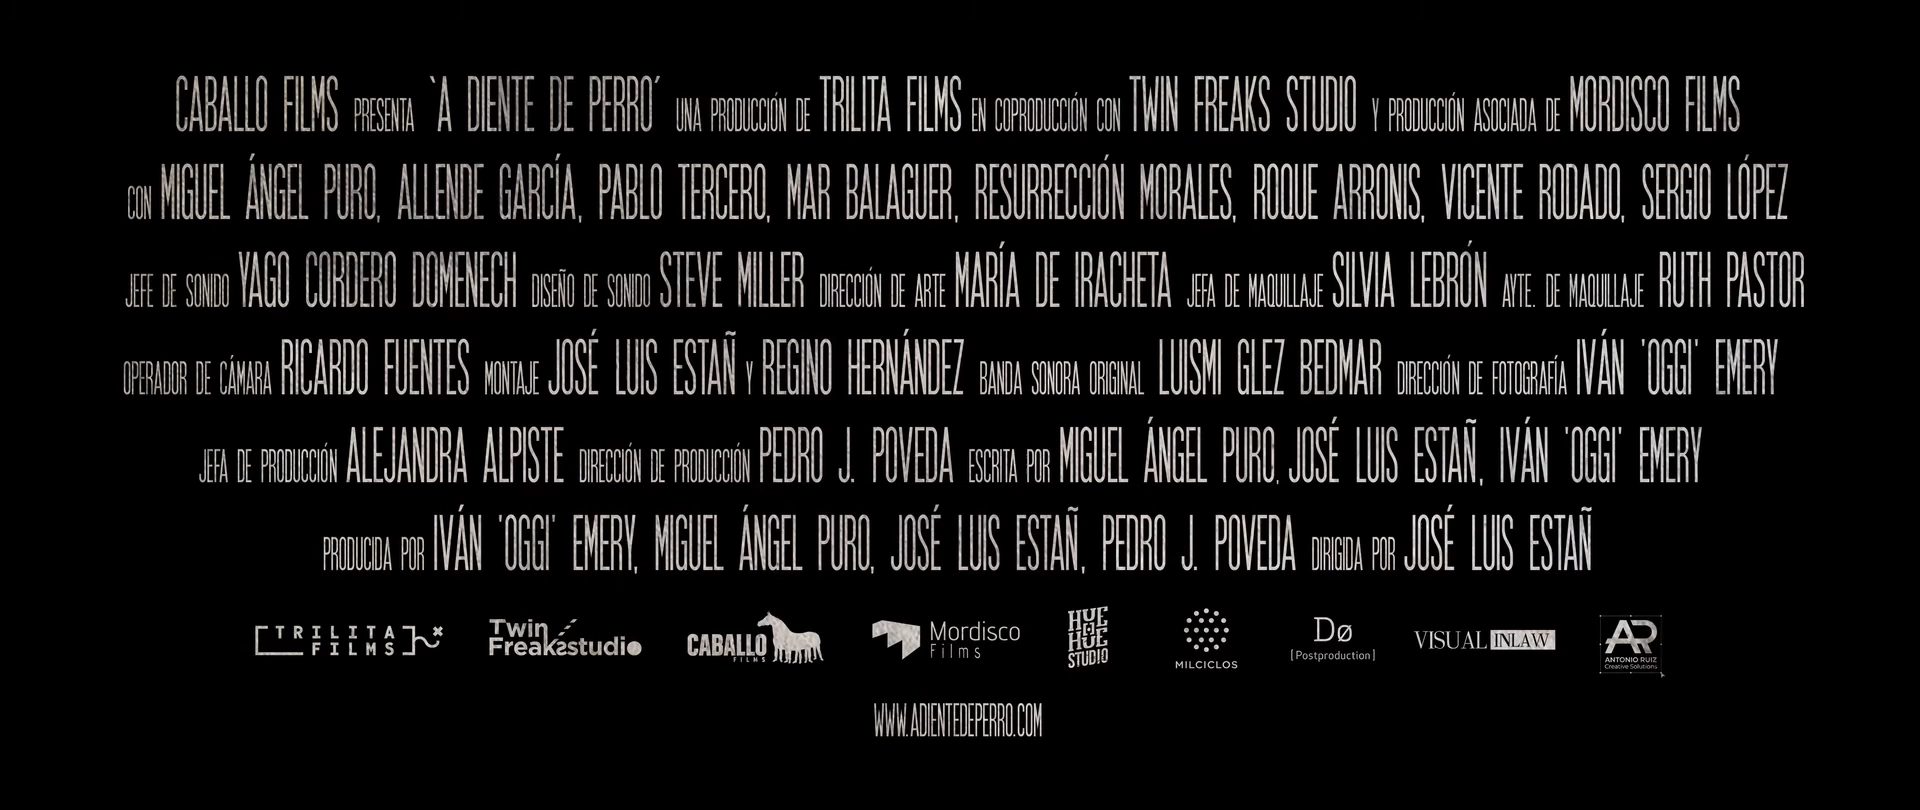 CABALLO FILMS PRESENTA `A DIENTE DE PERRO´ UNA PRODUCCIÓN DE TRILITA FILMS EN COPRODUCCIÓN CON TWIN FREAKS STUDIO Y PRODUCCIÓN ASOCIADA DE MORDISCO FILMS
CON MIGUEL ÁNGEL PURO, ALLENDE GARCÍA, PABLO TERCERO, MAR BALAGUER, RESURRECCIÓN MORALES, ROQUE ARRONIS, VICENTE RODADO, SERGIO LÓPEZ
JEFE DE SONIDO YAGO CORDERO DOMENECH DISEÑO DE SONIDO STEVE MILLER DIRECCIÓN DE ARTE MARÍA DE IRACHETA JEFA DE MAQUILLAJE SILVIA LEBRÓN AYTE. DE MAQUILLAJE RUTH PASTOR
OPERADOR DE CÁMARA RICARDO FUENTES MONTAJE JOSÉ LUIS ESTAÑ Y REGINO HERNÁNDEZ BANDA SONORA ORIGINAL LUISMI GLEZ BEDMAR DIRECCIÓN DE FOTOGRAFÍA IVÁN 'OGGI' EMERY
JEFA DE PRODUCCIÓN ALEJANDRA ALPISTE DIRECCIÓN DE PRODUCCIÓN PEDRO J. POVEDA ESCRITA POR MIGUEL ÁNGEL PURO, JOSÉ LUIS ESTAÑ, IVÁN 'OGGI' EMERY
PRODUCIDA POR IVÁN 'OGGI' EMERY, MIGUEL ÁNGEL PURO, JOSÉ LUIS ESTAÑ, PEDRO J. POVEDA DIRIGIDA POR JOSÉ LUIS ESTAÑ
TRILITA
FILMS
Twin
Freaksstudio
CABALLO
FILMS
Mordisco
Films
HUE
A
HUE
STUDIO
MILCICLOS
Dø
[Postproduction]
VISUAL INLAW
AR
ANTONIO RUIZ
Creative Solutions
WWW.ADIENTEDEPERRO.COM